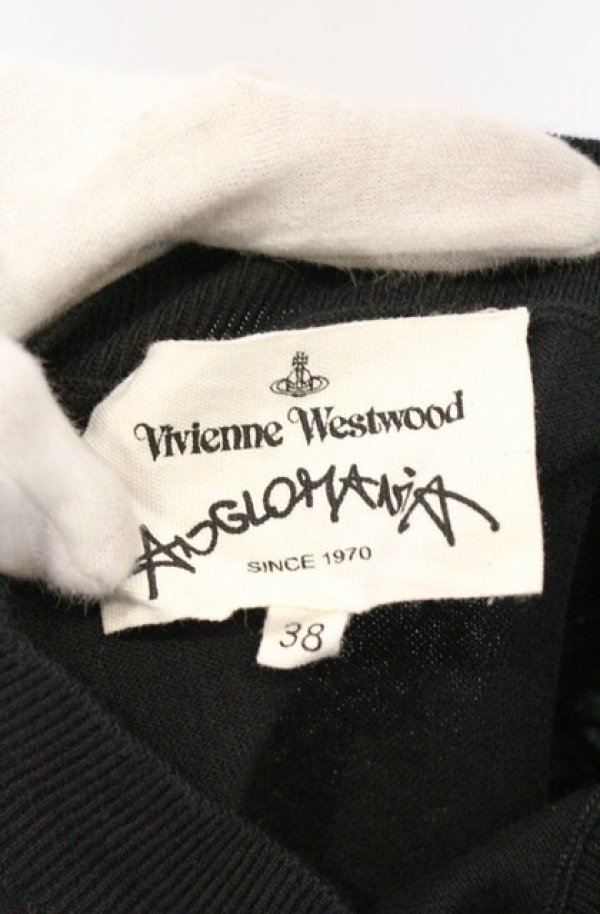 Vivienne Westwood
ANGLOMANIA
SINCE 1970
38